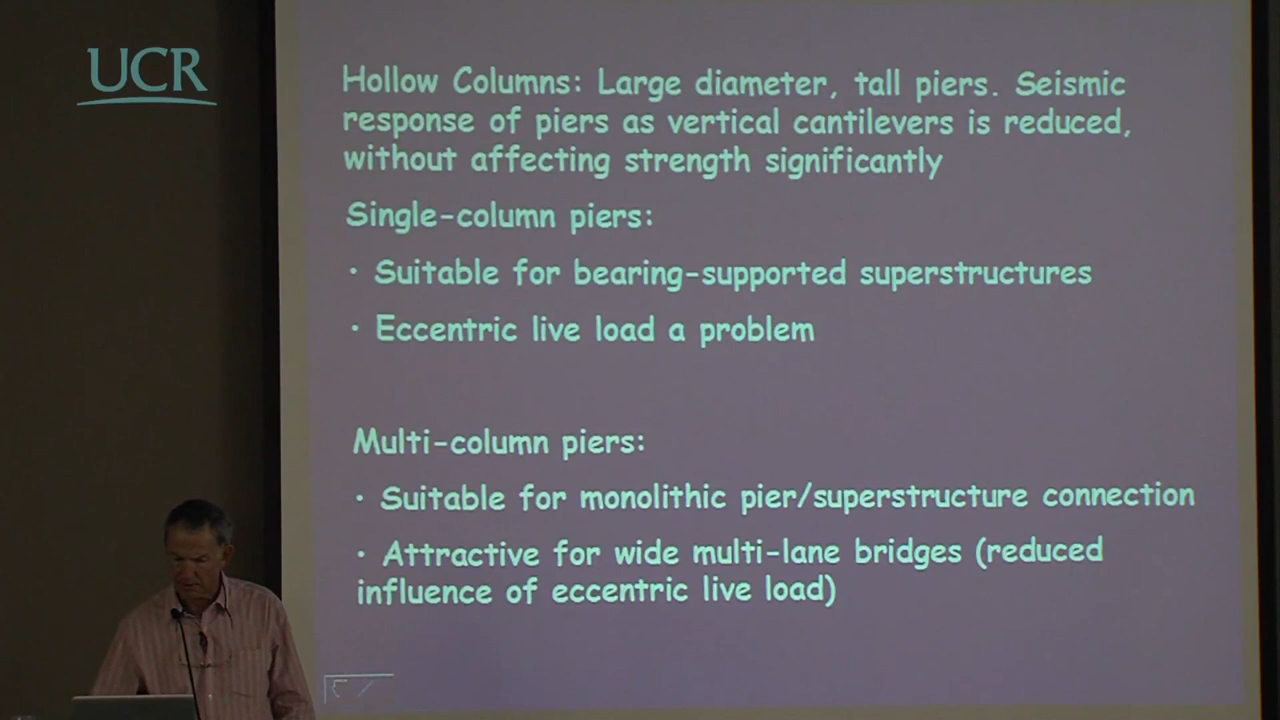 UCR
Hollow Columns: Large diameter, tall piers. Seismic
response of piers as vertical cantilevers is reduced,
without affecting strength significantly
Single-column piers:
• Suitable for bearing-supported superstructures
• Eccentric live load a problem
Multi-column piers:
• Suitable for monolithic pier/superstructure connection
• Attractive for wide multi-lane bridges (reduced
influence of eccentric live load)